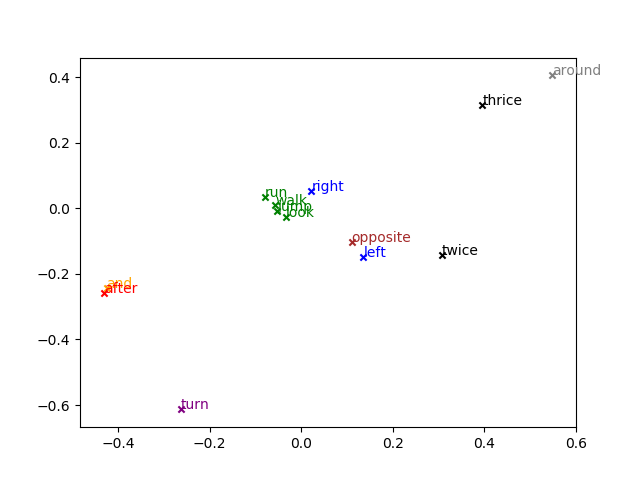 around
thrice
run
right
walk
jump
look
opposite
left
twice
and
after
turn
0.4
0.2
0.0
−0.2
−0.4
−0.6
−0.4
−0.2
0.0
0.2
0.4
0.6